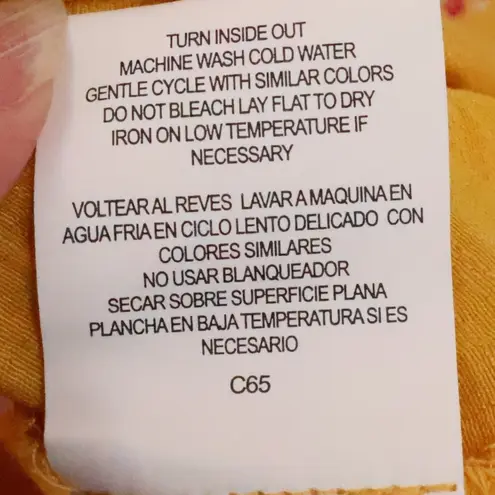 TURN INSIDE OUT
MACHINE WASH COLD WATER
GENTLE CYCLE WITH SIMILAR COLORS
DO NOT BLEACH LAY FLAT TO DRY
IRON ON LOW TEMPERATURE IF
NECESSARY
VOLTEAR AL REVES LAVAR A MAQUINA EN
AGUA FRIA EN CICLO LENTO DELICADO CON
COLORES SIMILARES
NO USAR BLANQUEADOR
SECAR SOBRE SUPERFICIE PLANA
PLANCHA EN BAJA TEMPERATURA SI ES
NECESARIO
C65